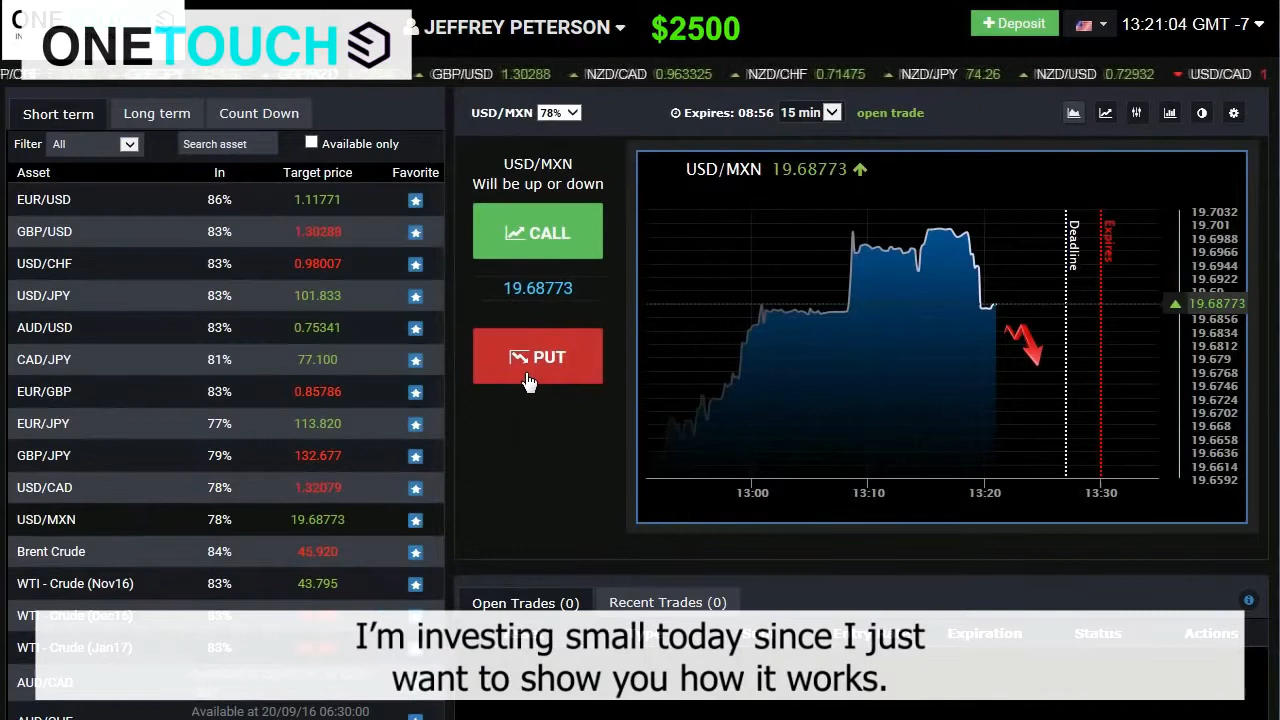 ONETOUCH
JEFFREY PETERSON
$2500
Deposit
13:21:04 GMT -7
GBP/USD 1.30288 NZD/CAD 0.963325 NZD/CHF 0.71475 NZD/JPY 74.26 NZD/USD 0.72932 USD/CAD
Short term
Long term
Count Down
Filter
All
Search asset
Available only
Asset In Target price Favorite
EUR/USD 86% 1.11771
GBP/USD 83% 1.30288
USD/CHF 83% 0.98007
USD/JPY 83% 101.833
AUD/USD 83% 0.75341
CAD/JPY 81% 77.100
EUR/GBP 83% 0.85786
EUR/JPY 77% 113.820
GBP/JPY 79% 132.677
USD/CAD 78% 1.32079
USD/MXN 78% 19.68773
Brent Crude 84% 45.920
WTI - Crude (Nov16) 83% 43.795
WTI - Crude (Dec16) 83%
WTI - Crude (Jan17) 83%
AUD/CAD
Available at 20/09/16 06:30:00
AUD/CHF
USD/MXN
78%
Expires: 08:56
15 min
open trade
USD/MXN
Will be up or down
CALL
19.68773
PUT
USD/MXN 19.68773
Deadline
Expires
19.7032
19.701
19.6988
19.6966
19.6944
19.6922
19.68773
19.6856
19.6834
19.6812
19.679
19.6768
19.6746
19.6724
19.6702
19.668
19.6658
19.6636
19.6614
19.6592
13:00
13:10
13:20
13:30
Open Trades (0)
Recent Trades (0)
Expiration
Status
Actions
I'm investing small today since I just
want to show you how it works.